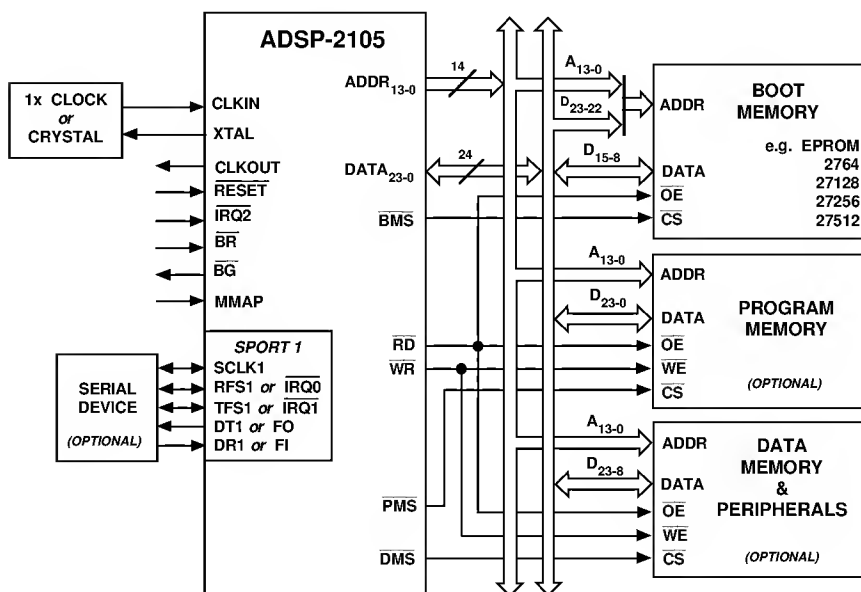 ADSP-2105
1x CLOCK
or
CRYSTAL
CLKIN
XTAL
CLKOUT
RESET
IRQ2
BR
BG
MMAP
SERIAL
DEVICE
(OPTIONAL)
SPORT 1
SCLK1
RFS1 or IRQ0
TFS1 or IRQ1
DT1 or FO
DR1 or FI
ADDR13-0
14
DATA23-0
24
BMS
RD
WR
PMS
DMS
A13-0
D23-22
D15-8
ADDR
DATA
OE
CS
BOOT
MEMORY
e.g. EPROM
2764
27128
27256
27512
A13-0
D23-0
ADDR
DATA
OE
WE
CS
PROGRAM
MEMORY
(OPTIONAL)
A13-0
D23-8
ADDR
DATA
OE
WE
CS
DATA
MEMORY
&
PERIPHERALS
(OPTIONAL)